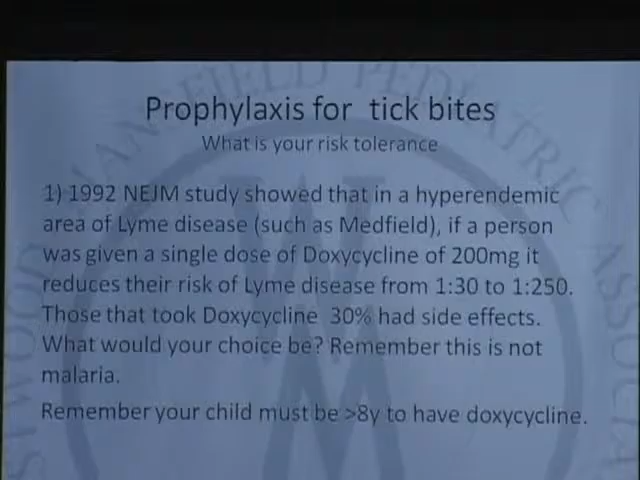 Prophylaxis for tick bites
What is your risk tolerance
1) 1992 NEJM study showed that in a hyperendemic
area of Lyme disease (such as Medfield), if a person
was given a single dose of Doxycycline of 200mg it
reduces their risk of Lyme disease from 1:30 to 1:250.
Those that took Doxycycline 30% had side effects.
What would your choice be? Remember this is not
malaria.
Remember your child must be >8y to have doxycycline.
MANSFIELD PEDIATRIC
WM